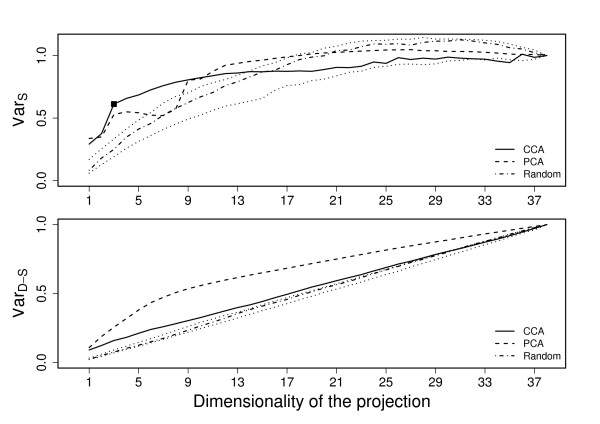 1.0
0.5
0.0
Var_S
1 5 9 13 17 21 25 29 33 37
CCA
PCA
Random
1.0
0.5
0.0
Var_D−S
1 5 9 13 17 21 25 29 33 37
CCA
PCA
Random
Dimensionality of the projection